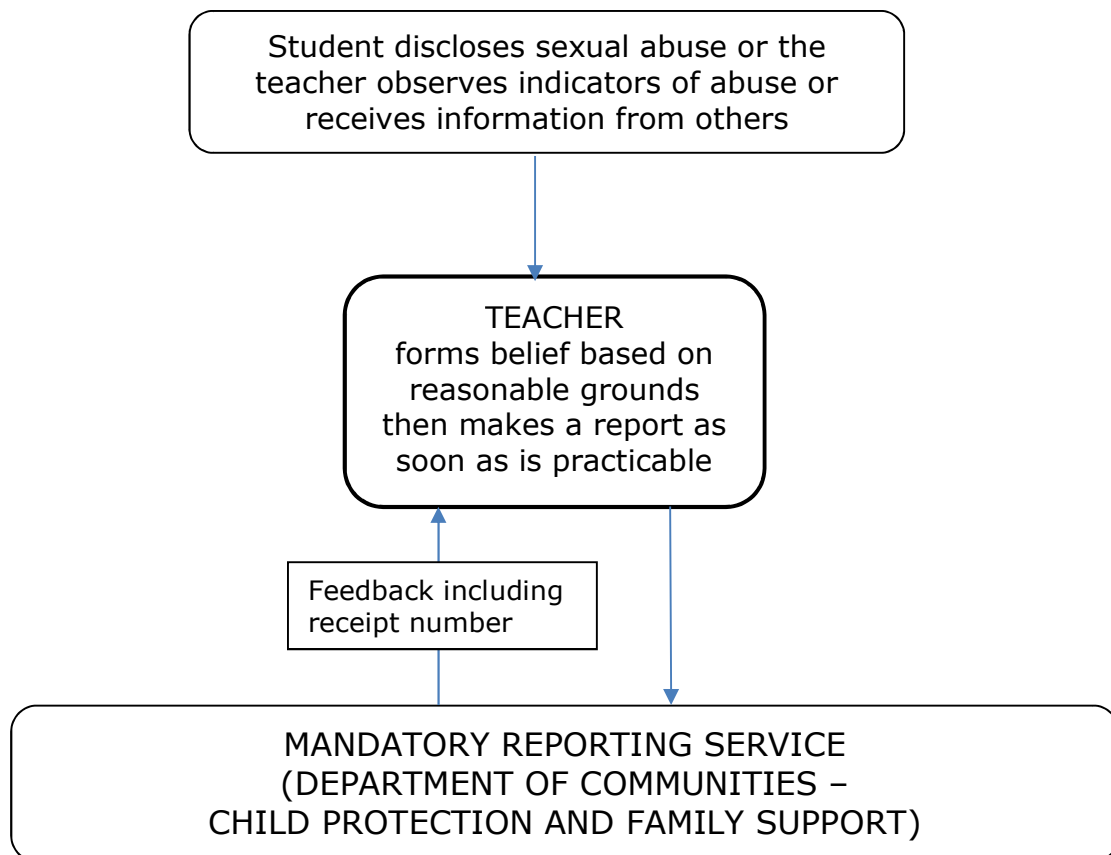 Student discloses sexual abuse or the
teacher observes indicators of abuse or
receives information from others
TEACHER
forms belief based on
reasonable grounds
then makes a report as
soon as is practicable
Feedback including
receipt number
MANDATORY REPORTING SERVICE
(DEPARTMENT OF COMMUNITIES –
CHILD PROTECTION AND FAMILY SUPPORT)